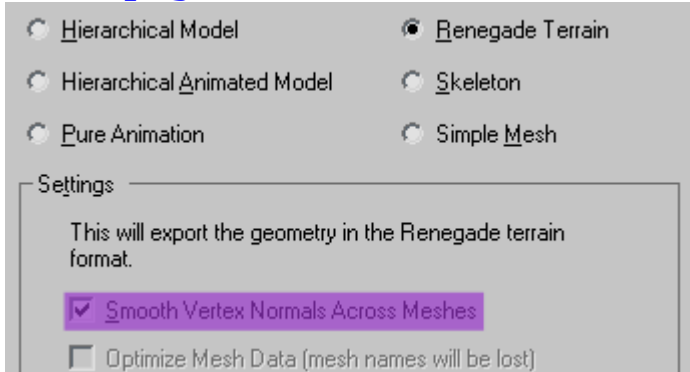 Hierarchical Model
Renegade Terrain
Hierarchical Animated Model
Skeleton
Pure Animation
Simple Mesh
Settings
This will export the geometry in the Renegade terrain
format.
Smooth Vertex Normals Across Meshes
Optimize Mesh Data (mesh names will be lost)